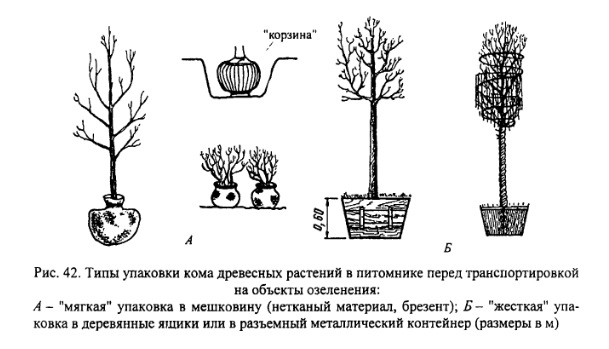 "корзина"
0,60
А
Б
Рис. 42. Типы упаковки кома древесных растений в питомнике перед транспортировкой
на объекты озеленения:
А – "мягкая" упаковка в мешковину (нетканый материал, брезент); Б – "жесткая" упа-
ковка в деревянные ящики или в разъемный металлический контейнер (размеры в м)